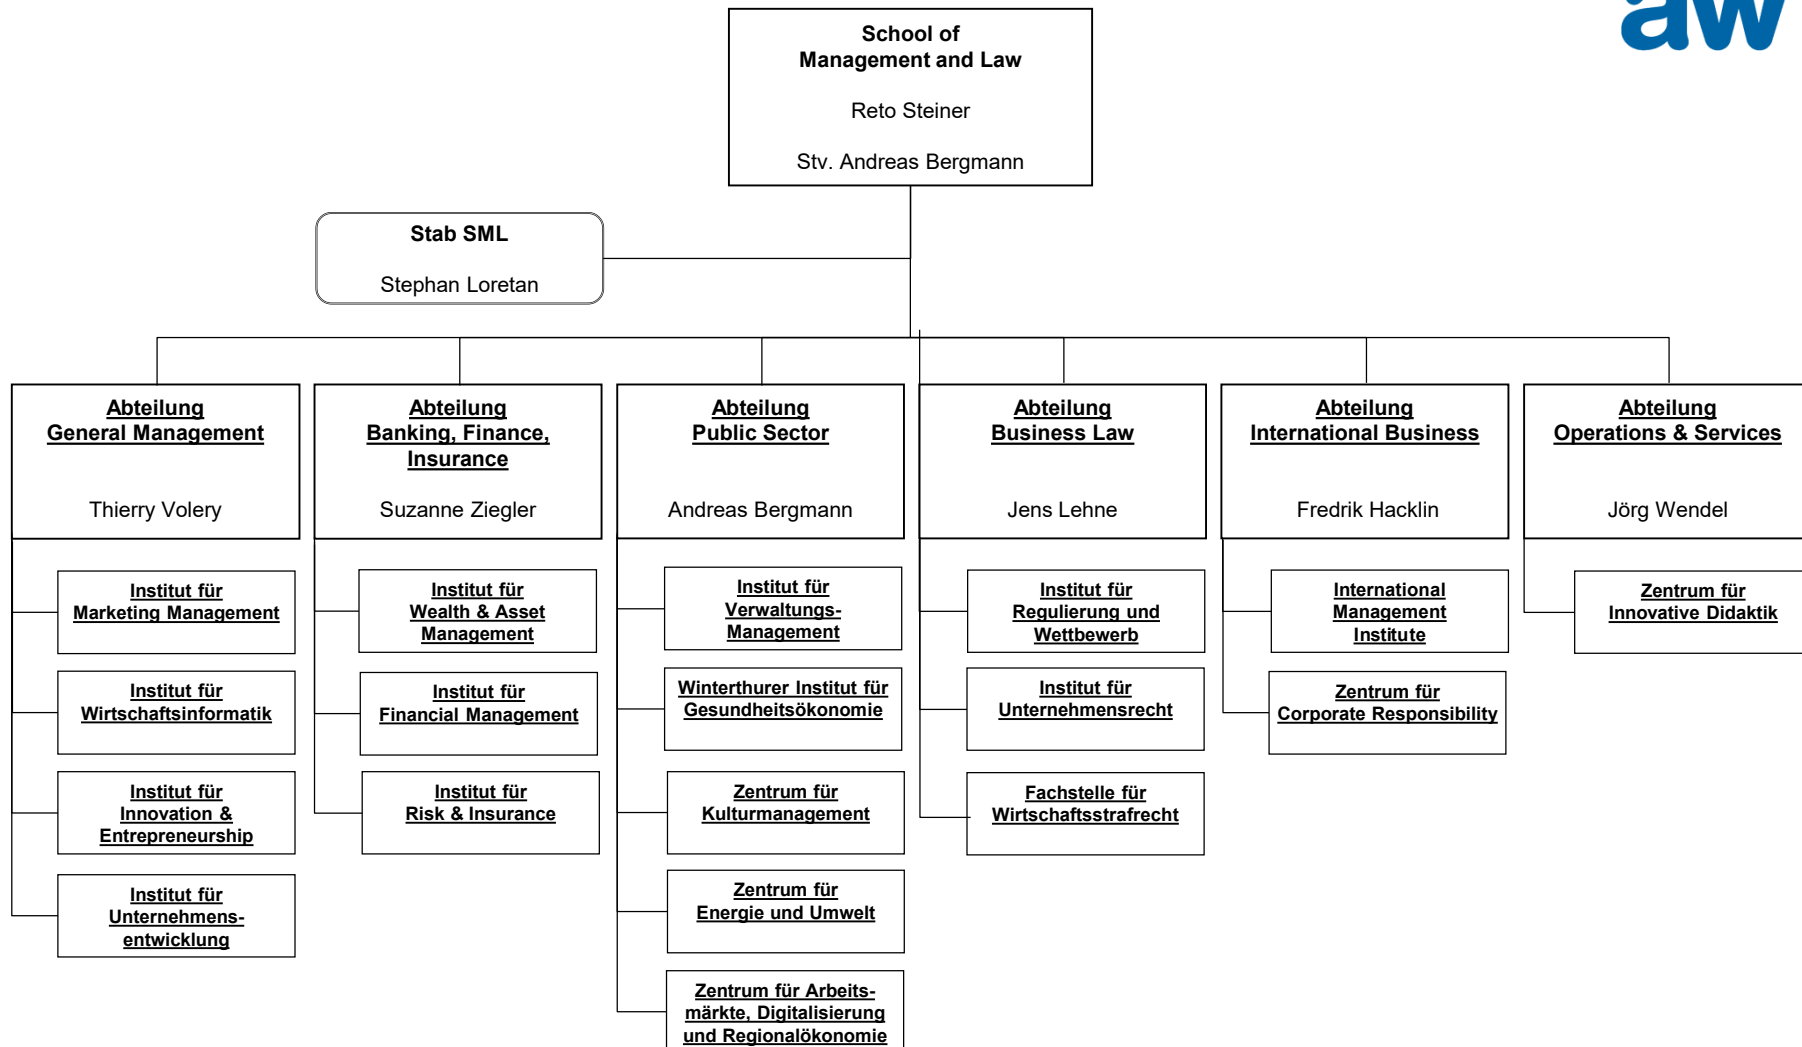 aw
School of
Management and Law
Reto Steiner
Stv. Andreas Bergmann
Stab SML
Stephan Loretan
Abteilung
General Management
Thierry Volery
Abteilung
Banking, Finance,
Insurance
Suzanne Ziegler
Abteilung
Public Sector
Andreas Bergmann
Abteilung
Business Law
Jens Lehne
Abteilung
International Business
Fredrik Hacklin
Abteilung
Operations & Services
Jörg Wendel
Institut für
Marketing Management
Institut für
Wirtschaftsinformatik
Institut für
Innovation &
Entrepreneurship
Institut für
Unternehmens-
entwicklung
Institut für
Wealth & Asset
Management
Institut für
Financial Management
Institut für
Risk & Insurance
Institut für
Verwaltungs-
Management
Winterthurer Institut für
Gesundheitsökonomie
Zentrum für
Kulturmanagement
Zentrum für
Energie und Umwelt
Zentrum für Arbeits-
märkte, Digitalisierung
und Regionalökonomie
Institut für
Regulierung und
Wettbewerb
Institut für
Unternehmensrecht
Fachstelle für
Wirtschaftsstrafrecht
International
Management
Institute
Zentrum für
Corporate Responsibility
Zentrum für
Innovative Didaktik